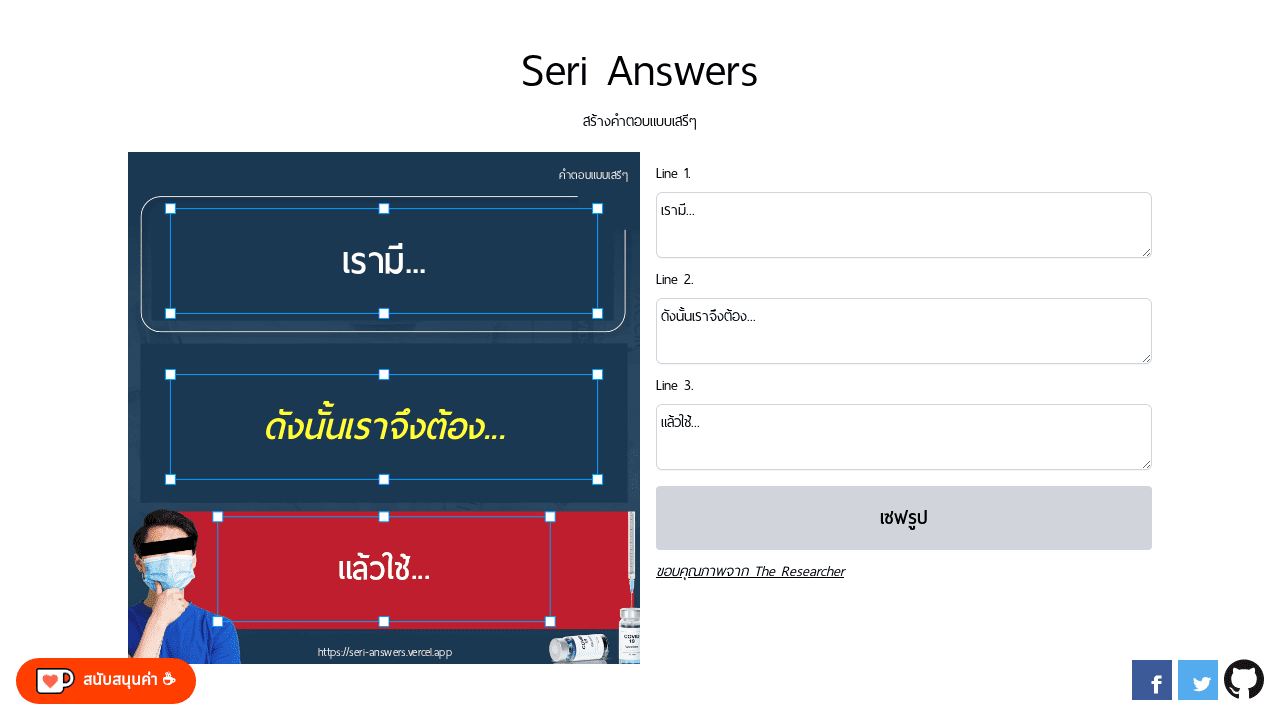 Seri Answers
สร้างคำตอบแบบเสรีๆ
คำตอบแบบเสรีๆ
เรามี...
ดังนั้นเราจึงต้อง...
แล้วใช้...
COVID
19
Vaccine
https://seri-answers.vercel.app
Line 1.
เรามี...
Line 2.
ดังนั้นเราจึงต้อง...
Line 3.
แล้วใช้...
เซฟรูป
ขอบคุณภาพจาก The Researcher
สนับสนุนค่า ☕